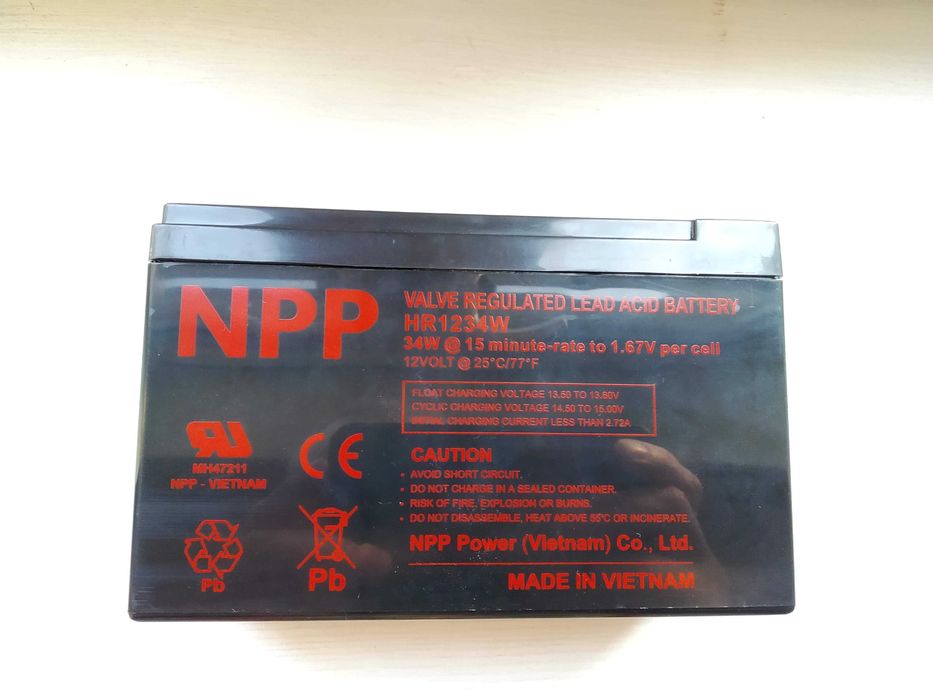 NPP
VALVE REGULATED LEAD ACID BATTERY
HR1234W
34W @ 15 minute-rate to 1.67V per cell
12VOLT @ 25°C/77°F
FLOAT CHARGING VOLTAGE 13.50 TO 13.80V
CYCLIC CHARGING VOLTAGE 14.50 TO 15.00V
INITIAL CHARGING CURRENT LESS THAN 2.72A
RU
MH47211
NPP - VIETNAM
CE
CAUTION
• AVOID SHORT CIRCUIT.
• DO NOT CHARGE IN A SEALED CONTAINER.
• RISK OF FIRE, EXPLOSION OR BURNS.
• DO NOT DISASSEMBLE, HEAT ABOVE 55°C OR INCINERATE.
NPP Power (Vietnam) Co., Ltd.
Pb
Pb
MADE IN VIETNAM